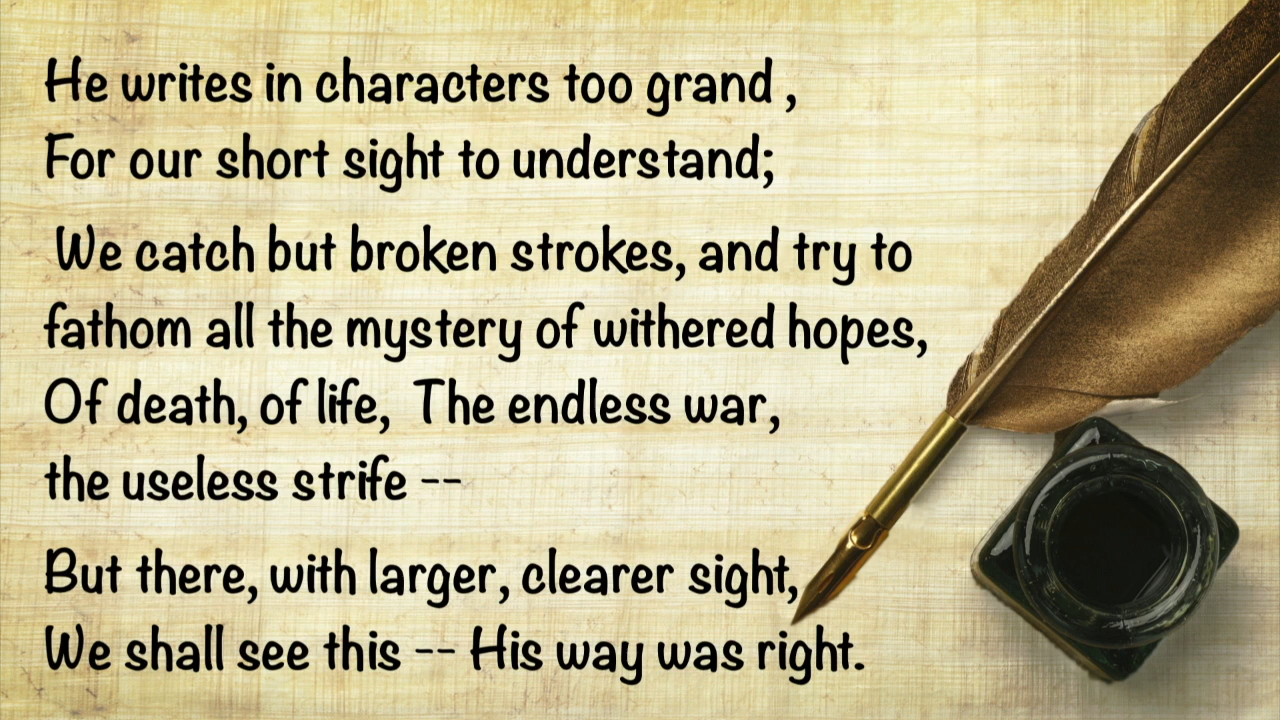 He writes in characters too grand ,
For our short sight to understand;
We catch but broken strokes, and try to
fathom all the mystery of withered hopes,
Of death, of life,  The endless war,
the useless strife --
But there, with larger, clearer sight,
We shall see this -- His way was right.